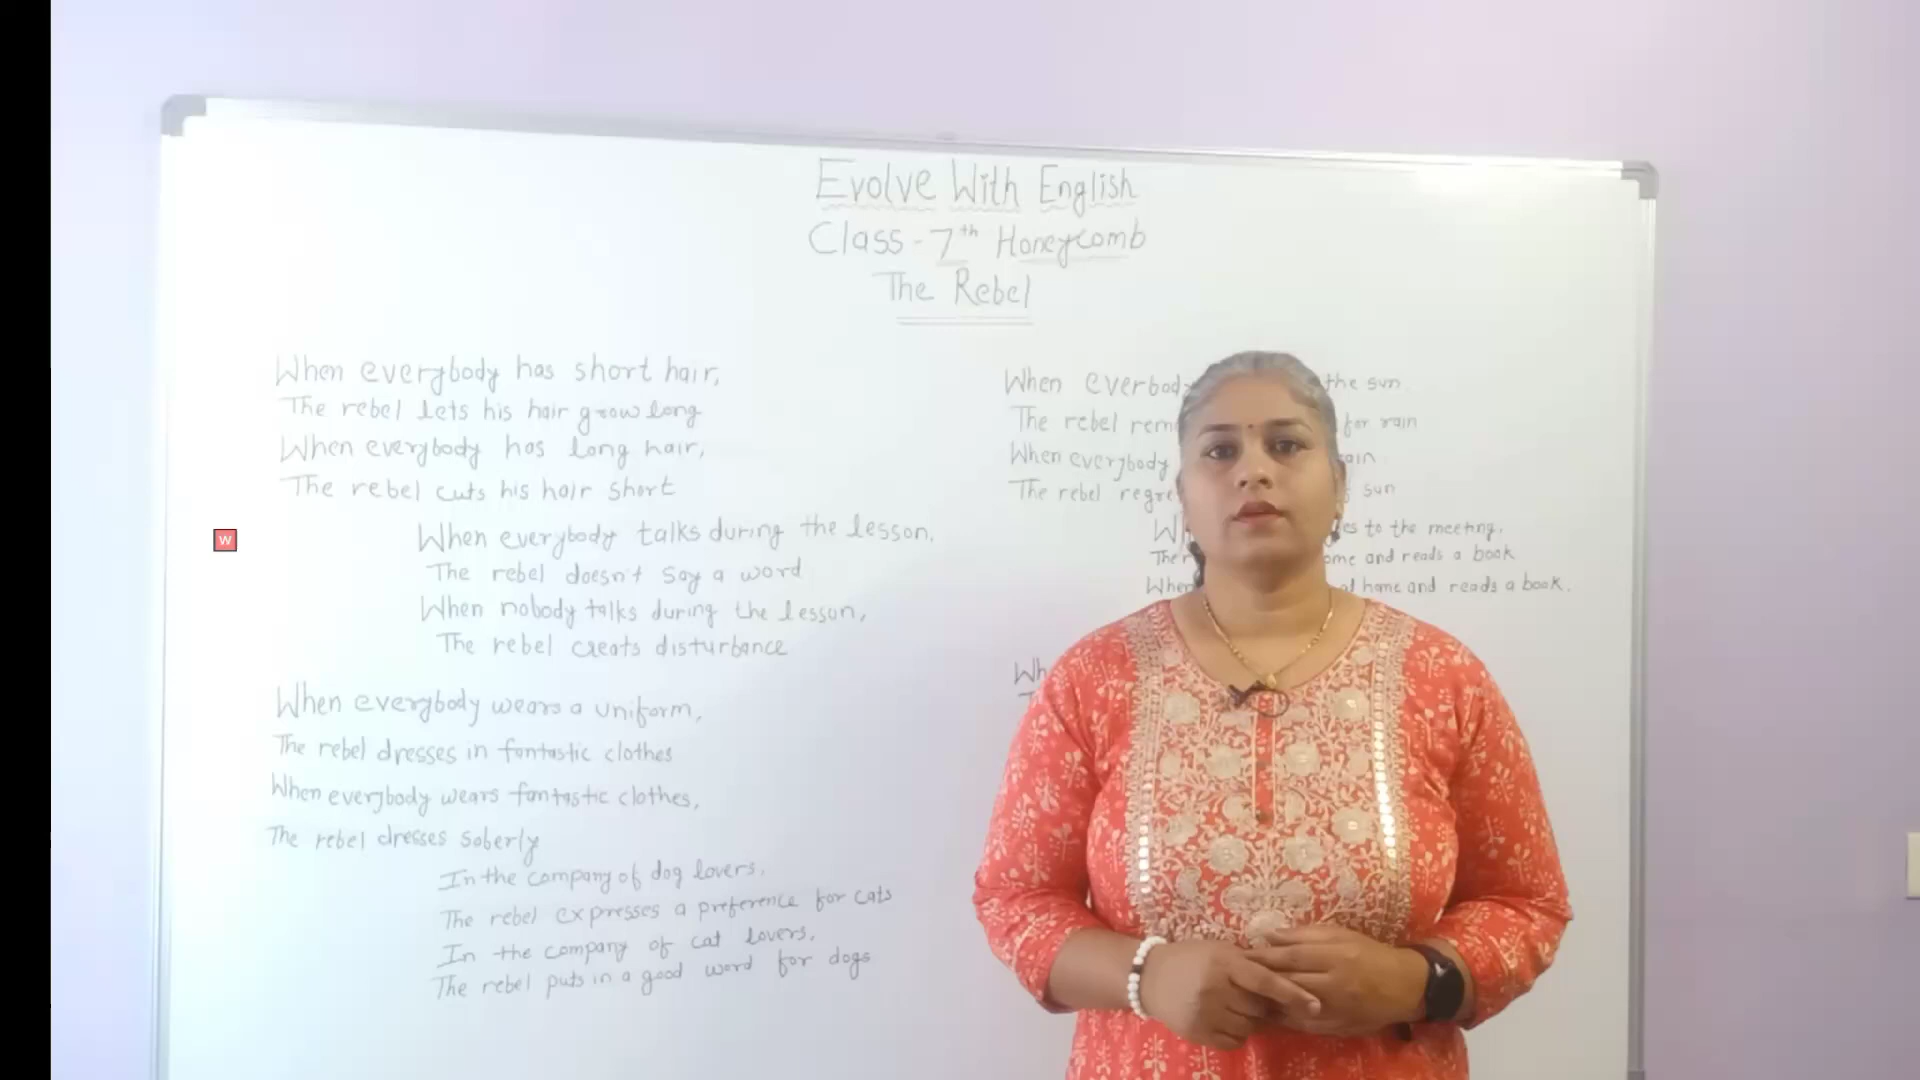 Evolve With English
Class - 7th Honeycomb
The Rebel
When everybody has short hair,
The rebel lets his hair grow long
When everybody has long hair,
The rebel cuts his hair short
When everybody talks during the lesson,
The rebel doesn't say a word
When nobody talks during the lesson,
The rebel creats disturbance
When everybody wears a uniform,
The rebel dresses in fantastic clothes
When everybody wears fantastic clothes,
The rebel dresses soberly
In the company of dog lovers,
The rebel expresses a preference for cats
In the company of cat lovers,
The rebel puts in a good word for dogs
When the sun
The rebel for rain
When everybody rain
The rebel sun
to the meeting,
and reads a book
When home and reads a book.
W